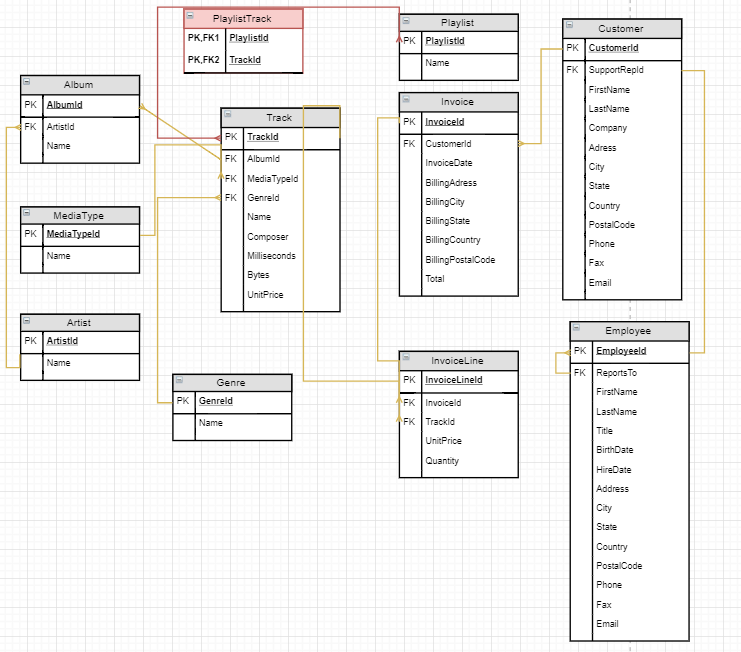 PlaylistTrack
PK,FK1 PlaylistId
PK,FK2 TrackId
Playlist
PK PlaylistId
Name
Customer
PK CustomerId
FK SupportRepId
FirstName
LastName
Company
Adress
City
State
Country
PostalCode
Phone
Fax
Email
Album
PK AlbumId
FK ArtistId
Name
Track
PK TrackId
FK AlbumId
FK MediaTypeId
FK GenreId
Name
Composer
Milliseconds
Bytes
UnitPrice
Invoice
PK InvoiceId
FK CustomerId
InvoiceDate
BillingAdress
BillingCity
BillingState
BillingCountry
BillingPostalCode
Total
MediaType
PK MediaTypeId
Name
Artist
PK ArtistId
Name
Genre
PK GenreId
Name
InvoiceLine
PK InvoiceLineId
FK InvoiceId
FK TrackId
UnitPrice
Quantity
Employee
PK EmployeeId
FK ReportsTo
FirstName
LastName
Title
BirthDate
HireDate
Address
City
State
Country
PostalCode
Phone
Fax
Email